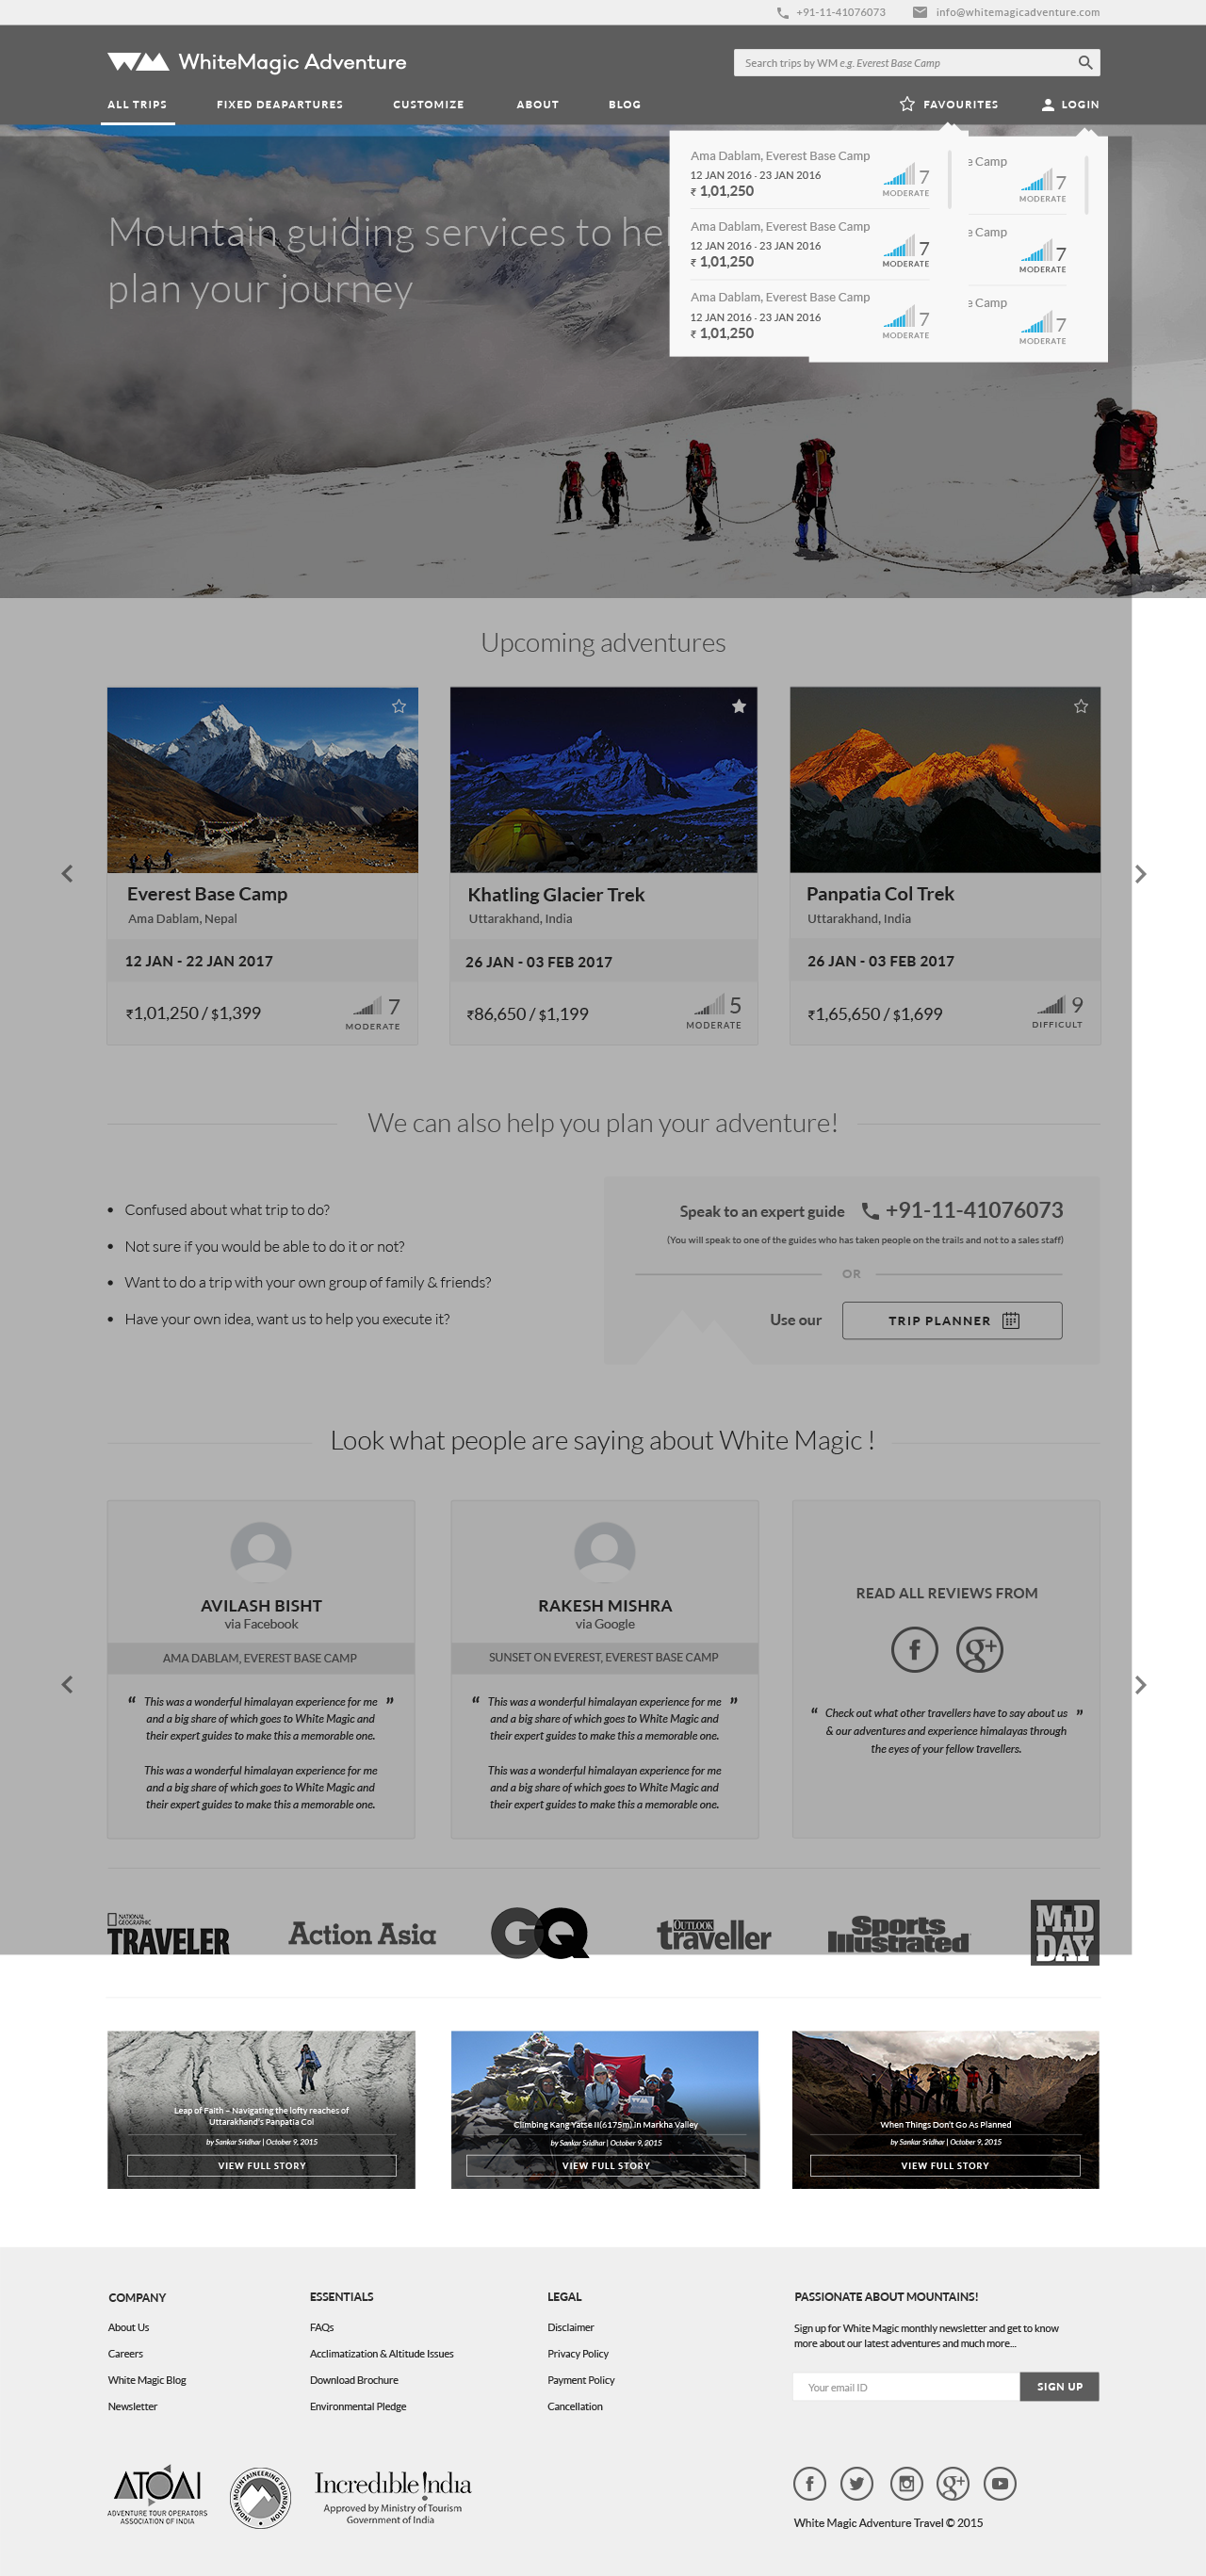 +91-11-41076073 info@whitemagicadventure.com
WM WhiteMagic Adventure
Search trips by WM e.g. Everest Base Camp
ALL TRIPS FIXED DEAPARTURES CUSTOMIZE ABOUT BLOG FAVOURITES LOGIN
Mountain guiding services to hel
plan your journey
Ama Dablam, Everest Base Camp
12 JAN 2016 - 23 JAN 2016 7
₹ 1,01,250 MODERATE
Ama Dablam, Everest Base Camp
12 JAN 2016 - 23 JAN 2016 7
₹ 1,01,250 MODERATE
Ama Dablam, Everest Base Camp
12 JAN 2016 - 23 JAN 2016 7
₹ 1,01,250 MODERATE
e Camp
7
MODERATE
e Camp
7
MODERATE
e Camp
7
MODERATE
Upcoming adventures
Everest Base Camp
Ama Dablam, Nepal
12 JAN - 22 JAN 2017
₹1,01,250 / $1,399 7
MODERATE
Khatling Glacier Trek
Uttarakhand, India
26 JAN - 03 FEB 2017
₹86,650 / $1,199 5
MODERATE
Panpatia Col Trek
Uttarakhand, India
26 JAN - 03 FEB 2017
₹1,65,650 / $1,699 9
DIFFICULT
We can also help you plan your adventure!
• Confused about what trip to do?
• Not sure if you would be able to do it or not?
• Want to do a trip with your own group of family & friends?
• Have your own idea, want us to help you execute it?
Speak to an expert guide +91-11-41076073
(You will speak to one of the guides who has taken people on the trails and not to a sales staff)
OR
Use our TRIP PLANNER
Look what people are saying about White Magic !
AVILASH BISHT
via Facebook
AMA DABLAM, EVEREST BASE CAMP
“ This was a wonderful himalayan experience for me ”
and a big share of which goes to White Magic and
their expert guides to make this a memorable one.
This was a wonderful himalayan experience for me
and a big share of which goes to White Magic and
their expert guides to make this a memorable one.
RAKESH MISHRA
via Google
SUNSET ON EVEREST, EVEREST BASE CAMP
“ This was a wonderful himalayan experience for me ”
and a big share of which goes to White Magic and
their expert guides to make this a memorable one.
This was a wonderful himalayan experience for me
and a big share of which goes to White Magic and
their expert guides to make this a memorable one.
READ ALL REVIEWS FROM
f g+
“ Check out what other travellers have to say about us ”
& our adventures and experience himalayas through
the eyes of your fellow travellers.
NATIONAL
GEOGRAPHIC
TRAVELER
Action Asia
GQ
OUTLOOK
traveller
Sports
Illustrated
MiD
DAY
Leap of Faith – Navigating the lofty reaches of
Uttarakhand's Panpatia Col
by Sankar Sridhar | October 9, 2015
VIEW FULL STORY
Climbing Kang Yatse II(6175m) in Markha Valley
by Sankar Sridhar | October 9, 2015
VIEW FULL STORY
When Things Don't Go As Planned
by Sankar Sridhar | October 9, 2015
VIEW FULL STORY
COMPANY
About Us
Careers
White Magic Blog
Newsletter
ESSENTIALS
FAQs
Acclimatization & Altitude Issues
Download Brochure
Environmental Pledge
LEGAL
Disclaimer
Privacy Policy
Payment Policy
Cancellation
PASSIONATE ABOUT MOUNTAINS!
Sign up for White Magic monthly newsletter and get to know
more about our latest adventures and much more...
Your email ID SIGN UP
ATOAI
ADVENTURE TOUR OPERATORS
ASSOCIATION OF INDIA
INDIAN MOUNTAINEERING FOUNDATION
Incredible !ndia
Approved by Ministry of Tourism
Government of India
f g+
White Magic Adventure Travel © 2015